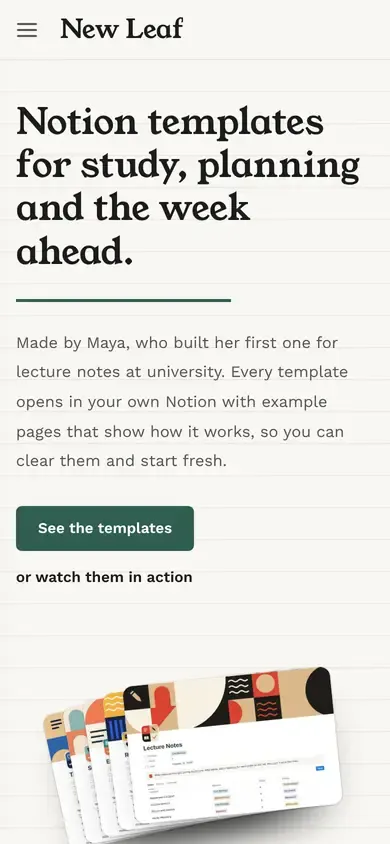 New Leaf
Notion templates
for study, planning
and the week
ahead.
Made by Maya, who built her first one for
lecture notes at university. Every template
opens in your own Notion with example
pages that show how it works, so you can
clear them and start fresh.
See the templates
or watch them in action
Lecture Notes